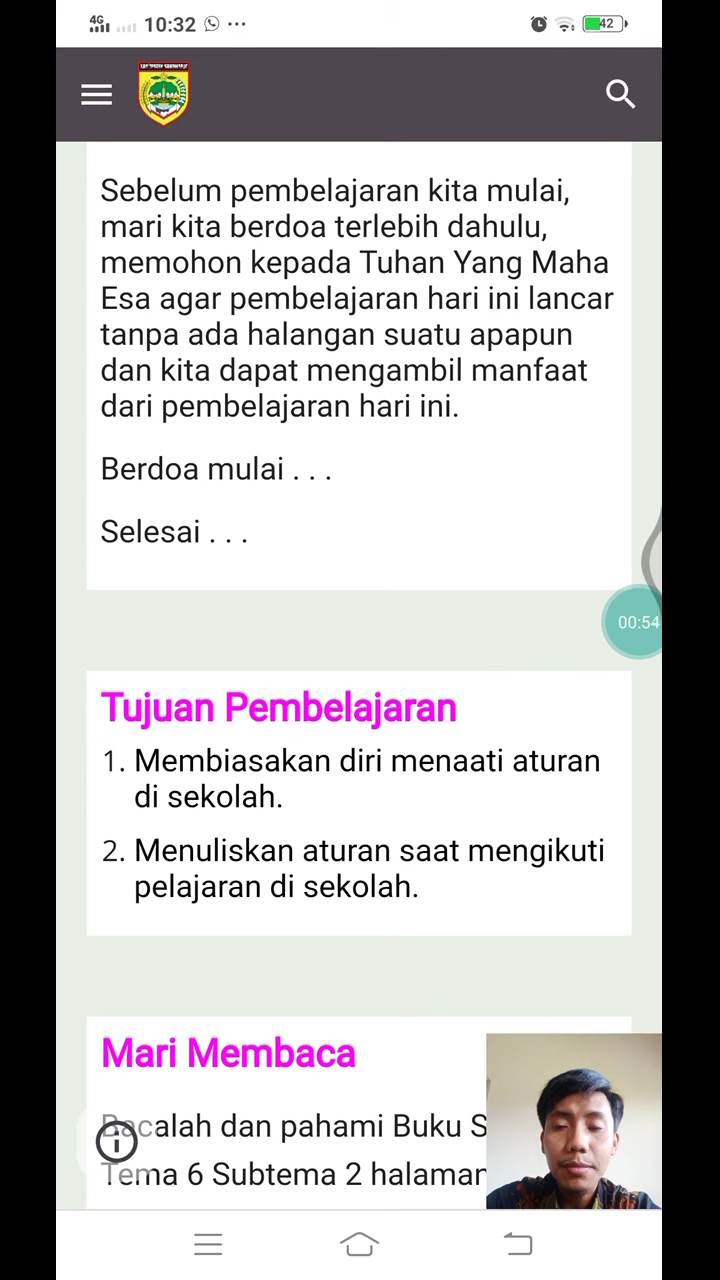 4G 10:32 ... 42
Sebelum pembelajaran kita mulai,
mari kita berdoa terlebih dahulu,
memohon kepada Tuhan Yang Maha
Esa agar pembelajaran hari ini lancar
tanpa ada halangan suatu apapun
dan kita dapat mengambil manfaat
dari pembelajaran hari ini.
Berdoa mulai . . .
Selesai . . .
00:54
Tujuan Pembelajaran
1. Membiasakan diri menaati aturan
di sekolah.
2. Menuliskan aturan saat mengikuti
pelajaran di sekolah.
Mari Membaca
Bacalah dan pahami Buku S
Tema 6 Subtema 2 halaman